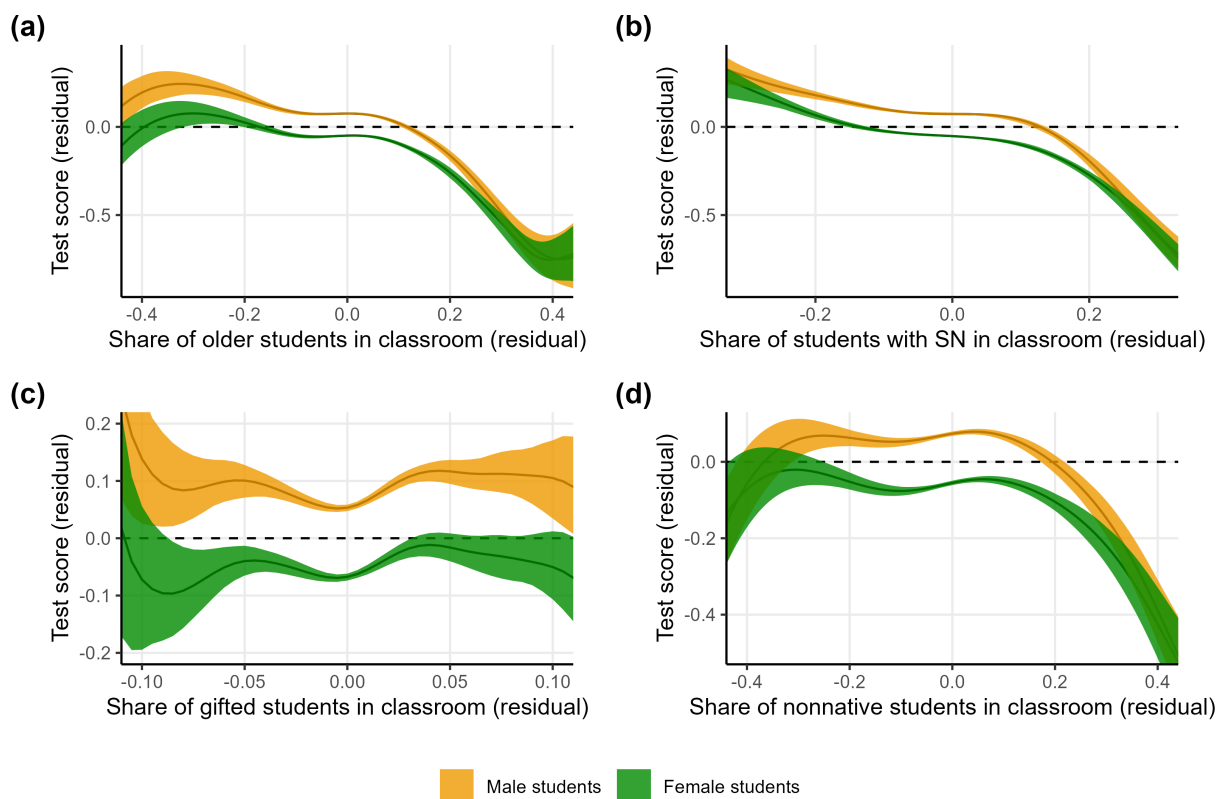 (a)
Test score (residual)
0.0
-0.5
-0.4
-0.2
0.0
0.2
0.4
Share of older students in classroom (residual)
(b)
Test score (residual)
0.0
-0.5
-0.2
0.0
0.2
Share of students with SN in classroom (residual)
(c)
Test score (residual)
0.2
0.1
0.0
-0.1
-0.2
-0.10
-0.05
0.00
0.05
0.10
Share of gifted students in classroom (residual)
(d)
Test score (residual)
0.0
-0.2
-0.4
-0.4
-0.2
0.0
0.2
0.4
Share of nonnative students in classroom (residual)
Male students
Female students